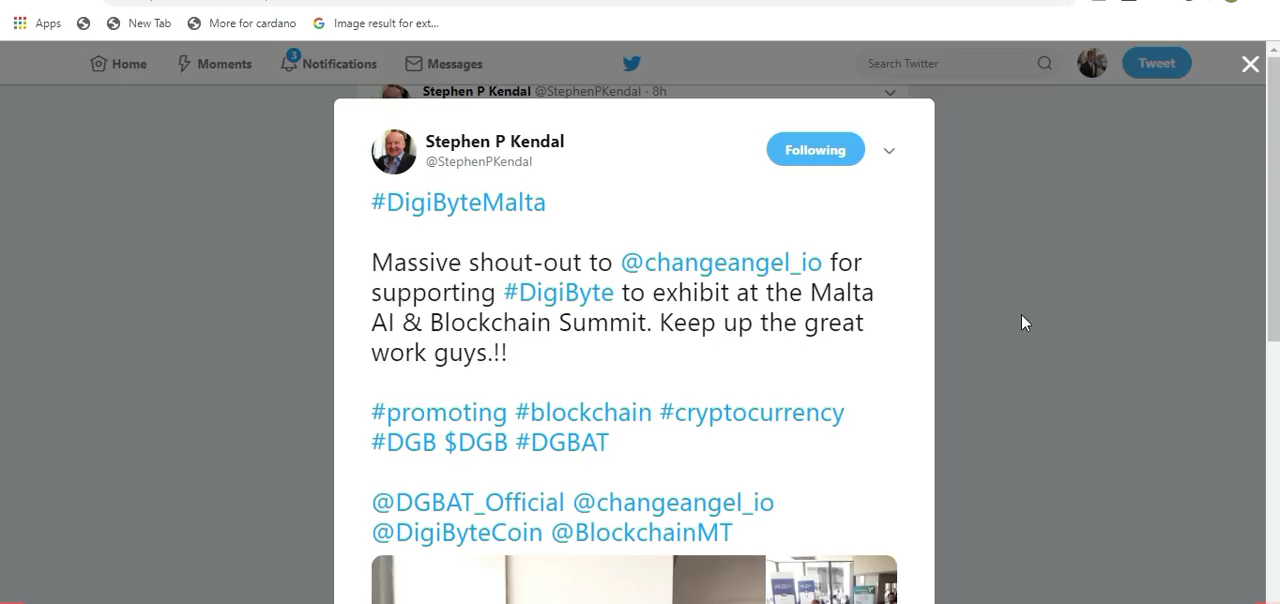 Apps New Tab More for cardano Image result for ext...
Home Moments 3 Notifications Messages Search Twitter Tweet
Stephen P Kendal @StephenPKendal · 8h
Stephen P Kendal
@StephenPKendal
Following
#DigiByteMalta
Massive shout-out to @changeangel_io for
supporting #DigiByte to exhibit at the Malta
AI & Blockchain Summit. Keep up the great
work guys.!!
#promoting #blockchain #cryptocurrency
#DGB $DGB #DGBAT
@DGBAT_Official @changeangel_io
@DigiByteCoin @BlockchainMT